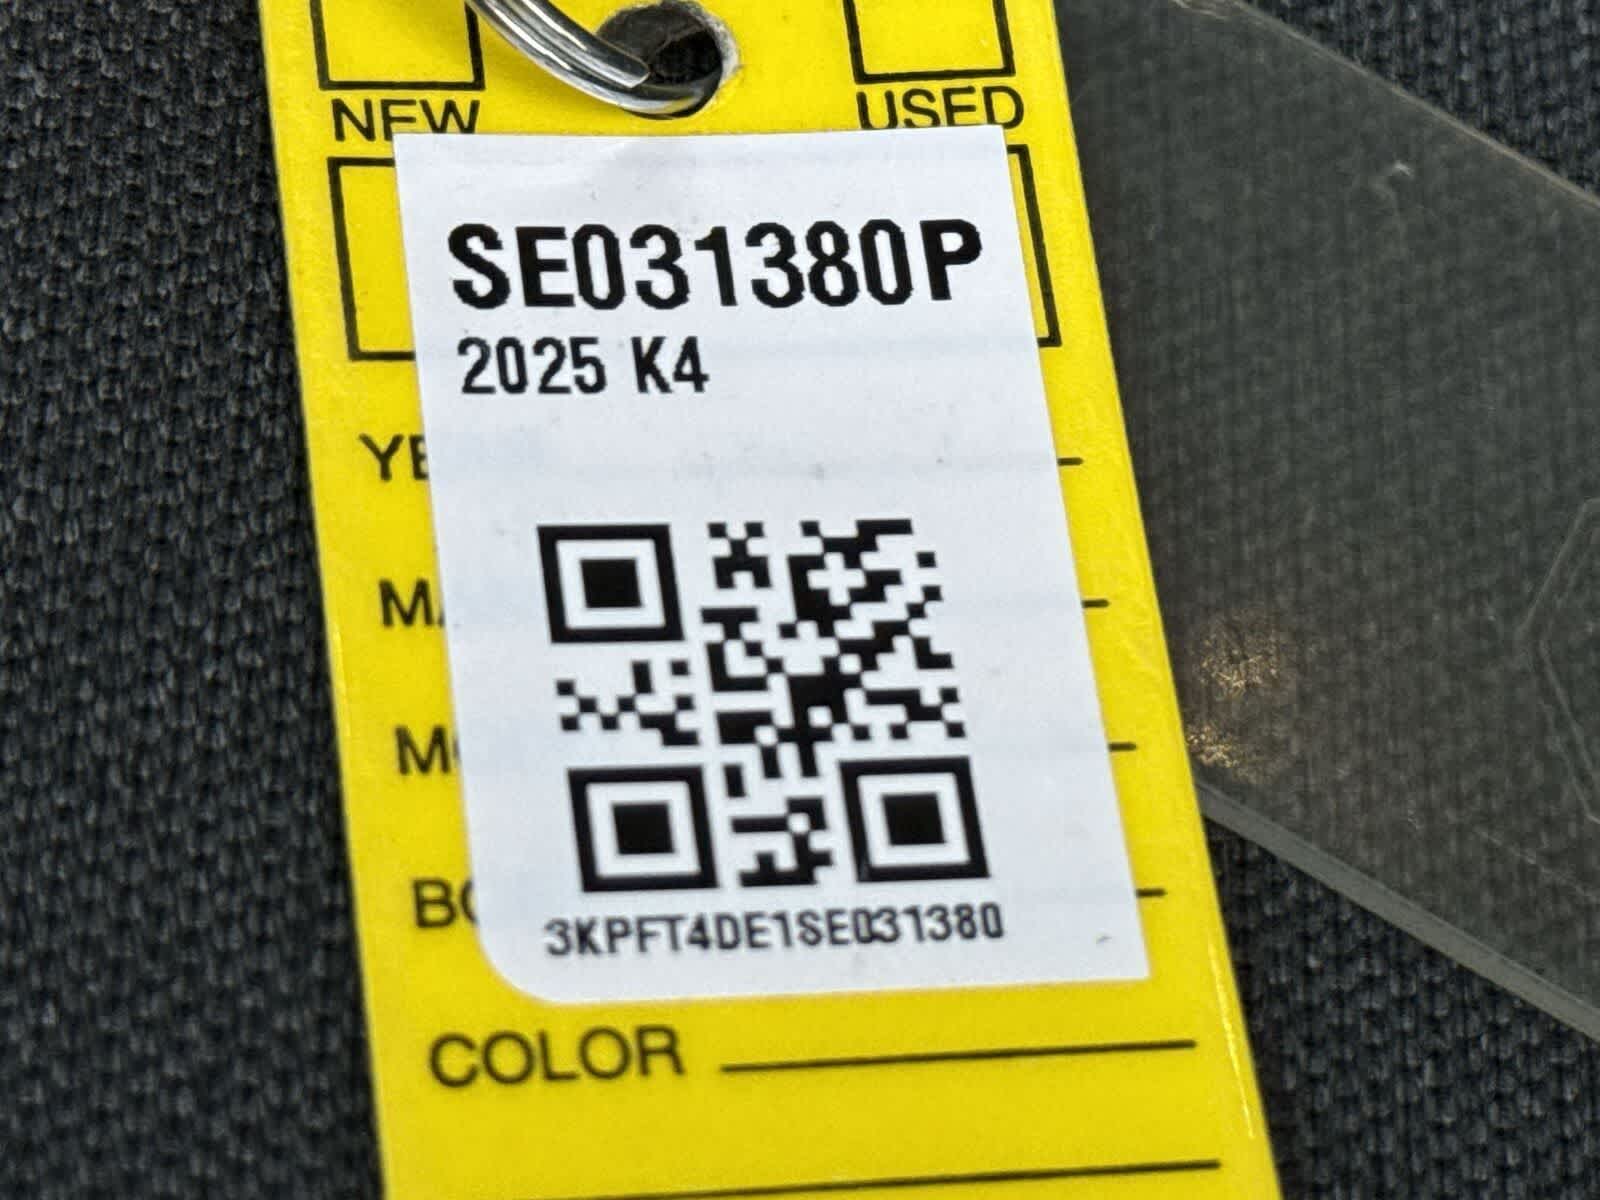 NEW USED
SE031380P
2025 K4
3KPFT4DE1SE031380
COLOR